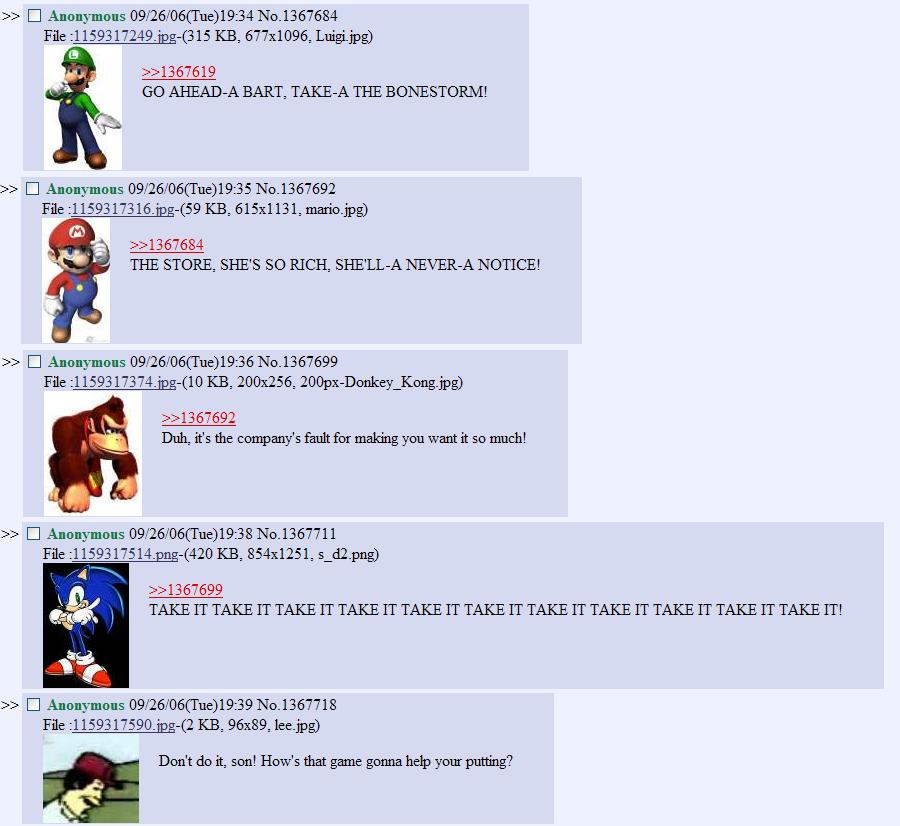 >> Anonymous 09/26/06(Tue)19:34 No.1367684
File :1159317249.jpg-(315 KB, 677x1096, Luigi.jpg)
L
>>1367619
GO AHEAD-A BART, TAKE-A THE BONESTORM!
>> Anonymous 09/26/06(Tue)19:35 No.1367692
File :1159317316.jpg-(59 KB, 615x1131, mario.jpg)
M
>>1367684
THE STORE, SHE'S SO RICH, SHE'LL-A NEVER-A NOTICE!
>> Anonymous 09/26/06(Tue)19:36 No.1367699
File :1159317374.jpg-(10 KB, 200x256, 200px-Donkey_Kong.jpg)
>>1367692
Duh, it's the company's fault for making you want it so much!
>> Anonymous 09/26/06(Tue)19:38 No.1367711
File :1159317514.png-(420 KB, 854x1251, s_d2.png)
>>1367699
TAKE IT TAKE IT TAKE IT TAKE IT TAKE IT TAKE IT TAKE IT TAKE IT TAKE IT TAKE IT TAKE IT!
>> Anonymous 09/26/06(Tue)19:39 No.1367718
File :1159317590.jpg-(2 KB, 96x89, lee.jpg)
Don't do it, son! How's that game gonna help your putting?